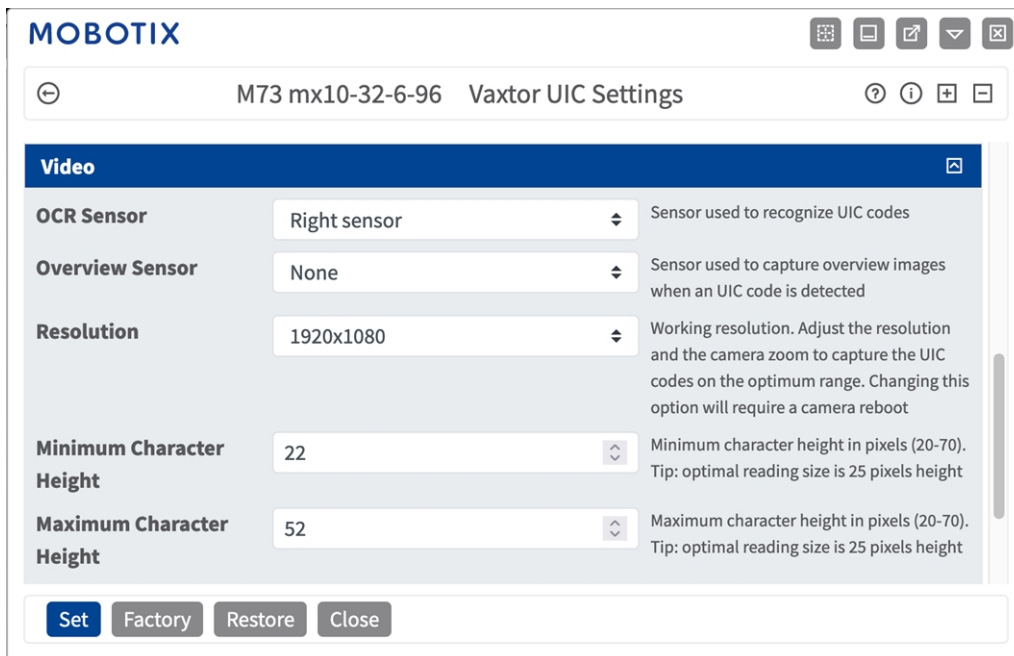 MOBOTIX
M73 mx10-32-6-96 Vaxtor UIC Settings
Video
OCR Sensor
Right sensor
Sensor used to recognize UIC codes
Overview Sensor
None
Sensor used to capture overview images
when an UIC code is detected
Resolution
1920x1080
Working resolution. Adjust the resolution
and the camera zoom to capture the UIC
codes on the optimum range. Changing this
option will require a camera reboot
Minimum Character
Height
22
Minimum character height in pixels (20-70).
Tip: optimal reading size is 25 pixels height
Maximum Character
Height
52
Maximum character height in pixels (20-70).
Tip: optimal reading size is 25 pixels height
Set Factory Restore Close